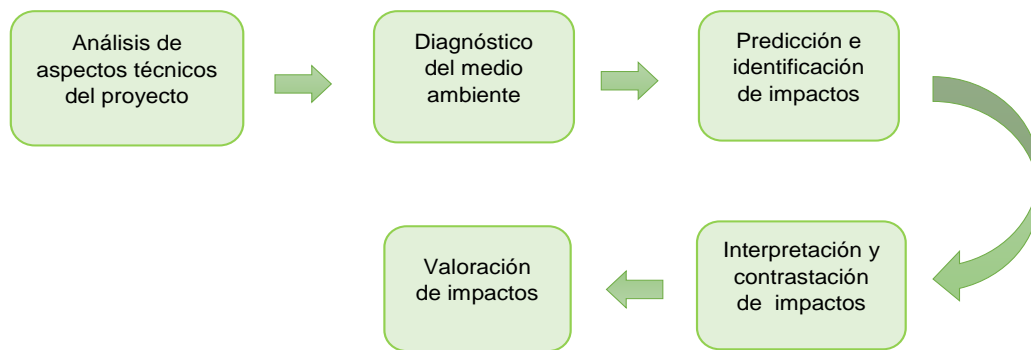 Análisis de
aspectos técnicos
del proyecto
Diagnóstico
del medio
ambiente
Predicción e
identificación
de impactos
Interpretación y
contrastación
de impactos
Valoración
de impactos